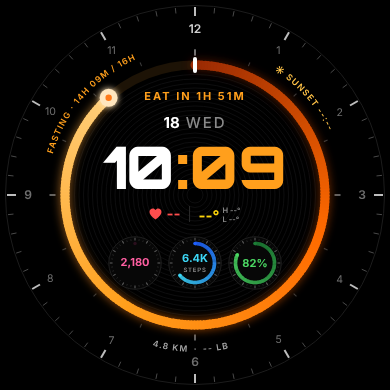 12
11
1
10
2
9
3
8
4
7
5
6
FASTING · 14H 09M / 16H
☀ SUNSET --:--
EAT IN 1H 51M
18 WED
10:09
-- --° H --°
L --°
2,180
6.4K
STEPS
82%
4.8 KM · -- LB